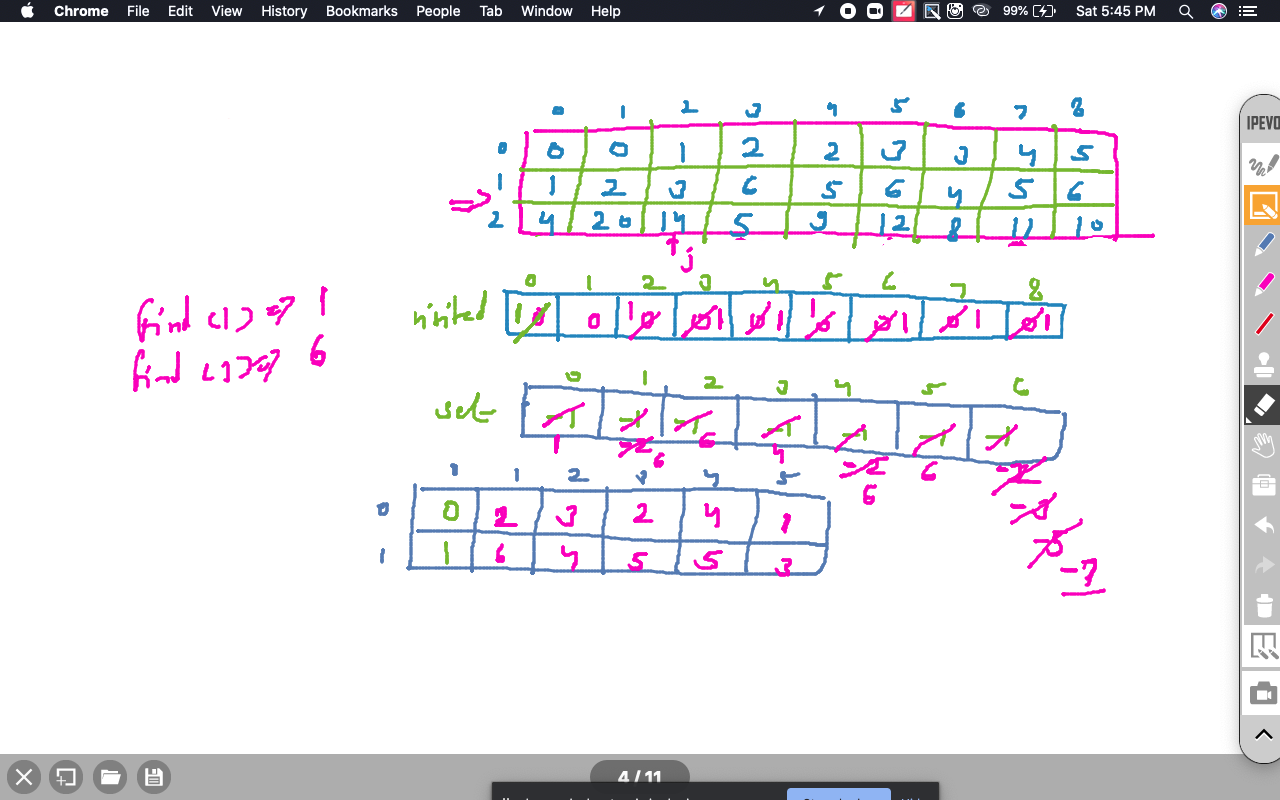 Chrome File Edit View History Bookmarks People Tab Window Help 99% Sat 5:45 PM
0 1 2 3 4 5 6 7 8
0 0 0 1 2 2 3 3 4 5
1 1 2 3 6 5 6 4 5 6
=> 2 4 20 14 5 9 12 8 11 10
j
IPEVO
0 1 2 3 4 5 6 7 8
1 0 0 1 0 0 1 0 1 1 0 0 1 0 1 0 1
find (1) => 1
find (3) => 6
0 1 2 3 4 5 6
set -1 -1 -1 -1 -1 -1 -1
1 -2 6 6 4 -2 6 -2
6 6 -3
-5
-7
0 1 2 3 4 5
0 0 2 3 2 4 1
1 1 6 4 5 5 3
4 / 11